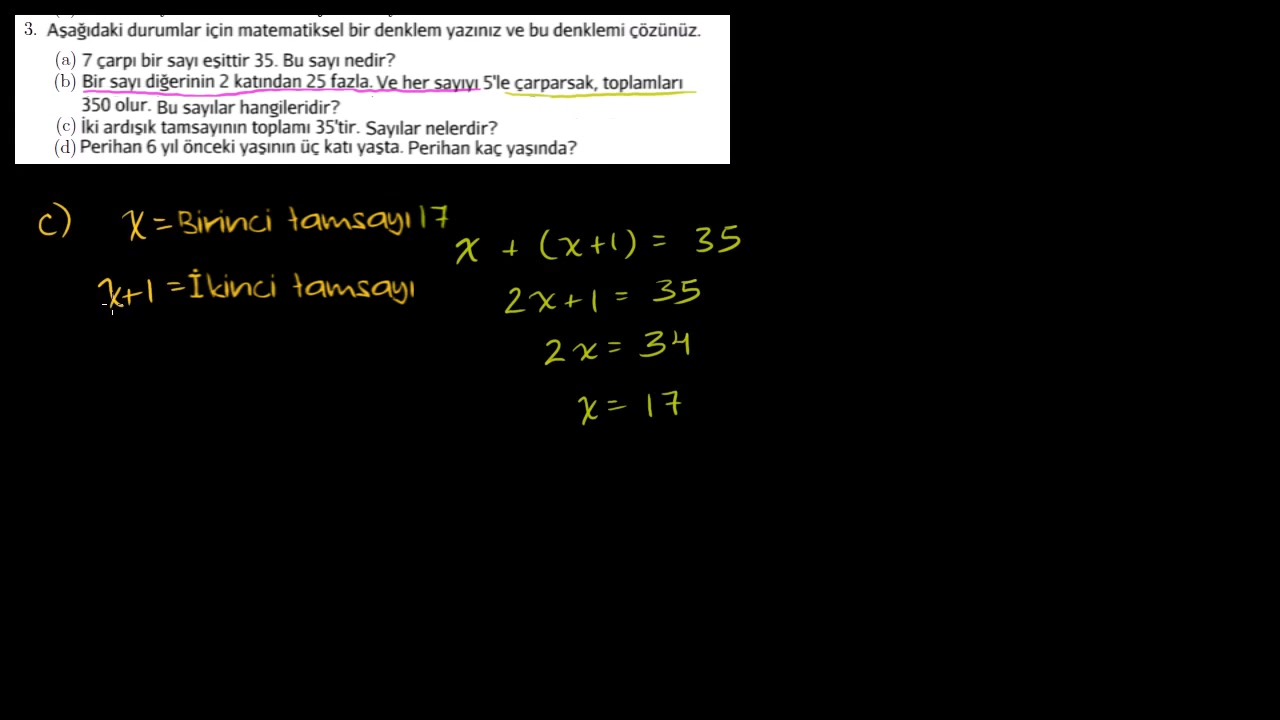 3. Aşağıdaki durumlar için matematiksel bir denklem yazınız ve bu denklemi çözünüz.
(a) 7 çarpı bir sayı eşittir 35. Bu sayı nedir?
(b) Bir sayı diğerinin 2 katından 25 fazla. Ve her sayıyı 5'le çarparsak, toplamları
350 olur. Bu sayılar hangileridir?
(c) İki ardışık tamsayının toplamı 35'tir. Sayılar nelerdir?
(d) Perihan 6 yıl önceki yaşının üç katı yaşta. Perihan kaç yaşında?
c) x = Birinci tamsayı 17
x+1 = İkinci tamsayı
x + (x+1) = 35
2x+1 = 35
2x = 34
x = 17